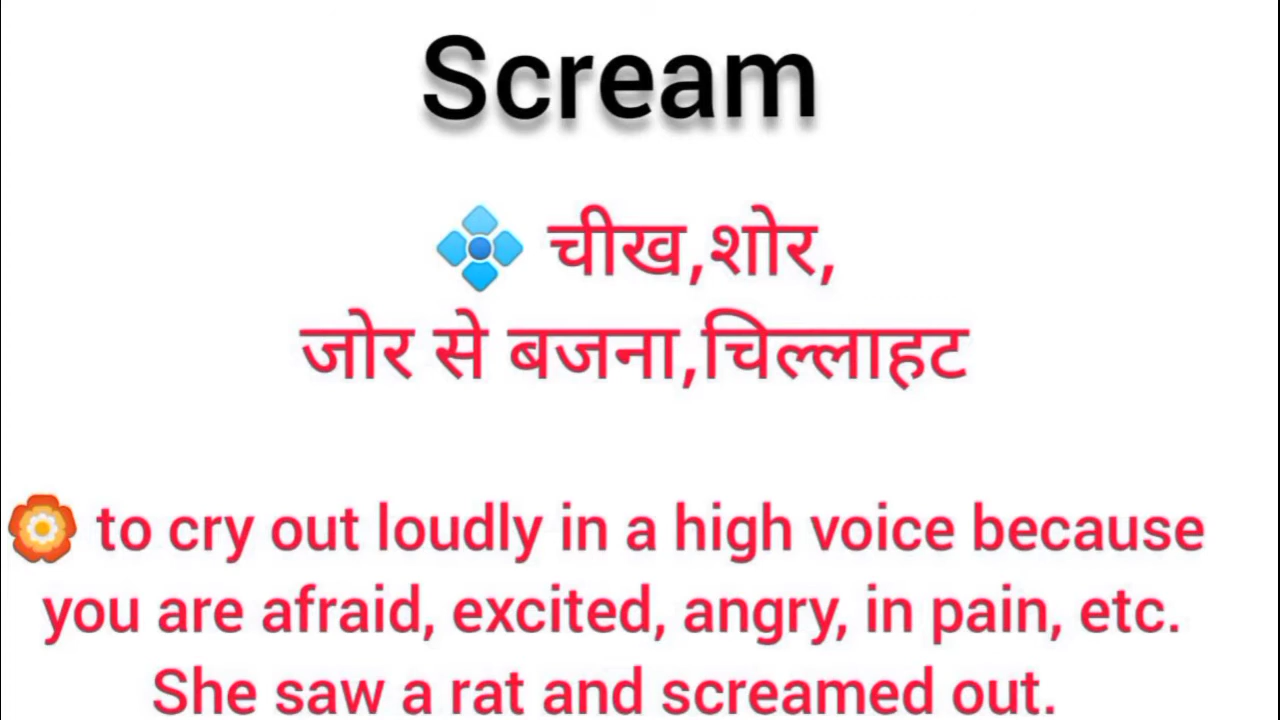 Scream
💠 चीख,शोर,
जोर से बजना,चिल्लाहट
🏵️ to cry out loudly in a high voice because
you are afraid, excited, angry, in pain, etc.
She saw a rat and screamed out.